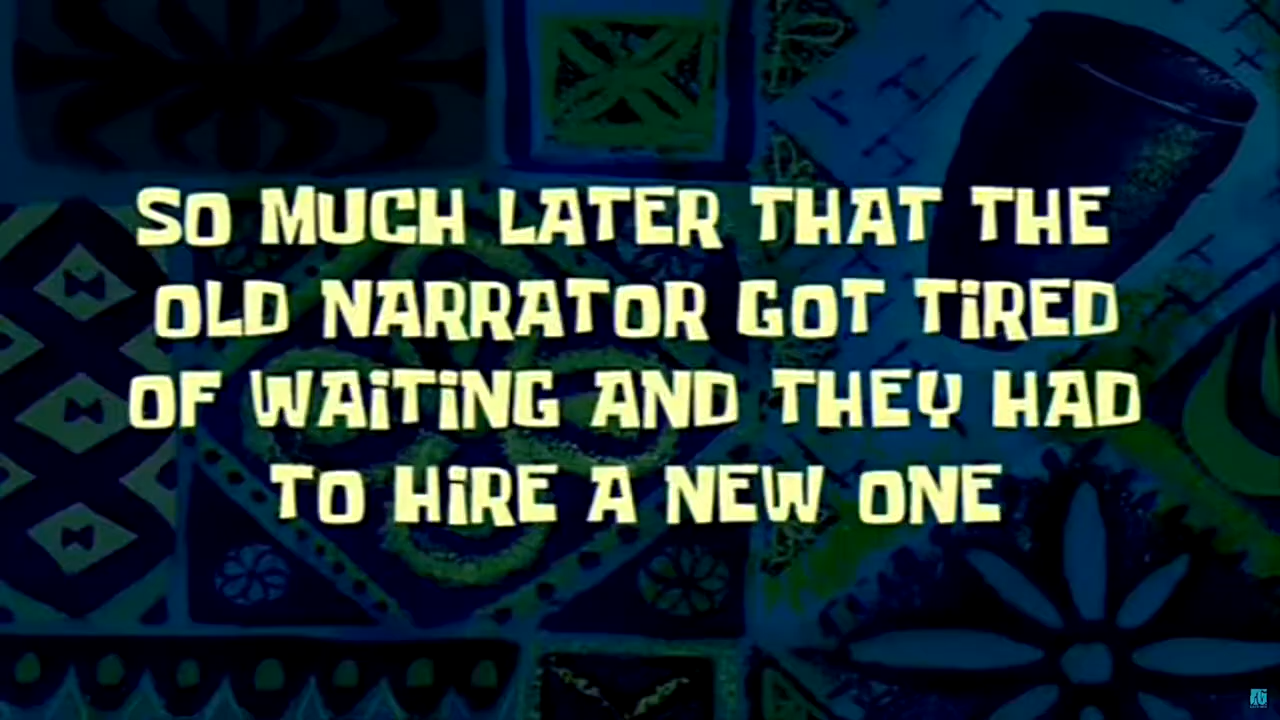 SO MUCH LATER THAT THE
OLD NARRATOR GOT TiRED
OF WAiTiNG AND THEY HAD
TO HiRE A NEW ONE